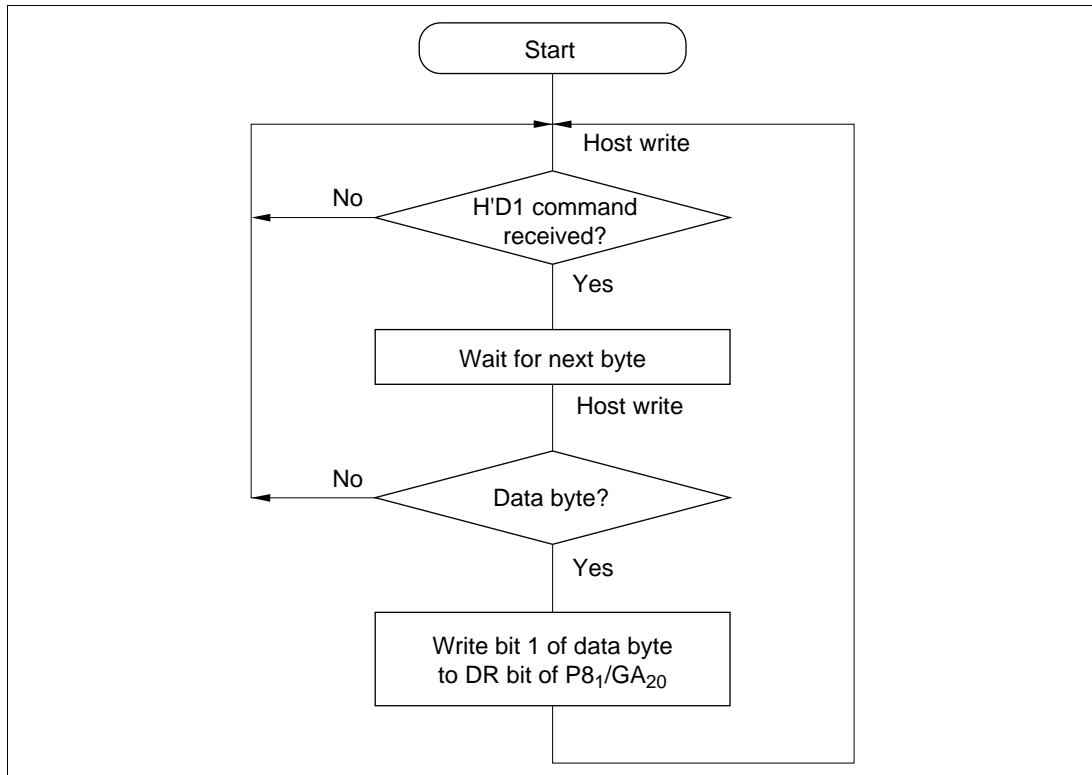 Start
Host write
No
H'D1 command
received?
Yes
Wait for next byte
Host write
No
Data byte?
Yes
Write bit 1 of data byte
to DR bit of P8₁/GA₂₀